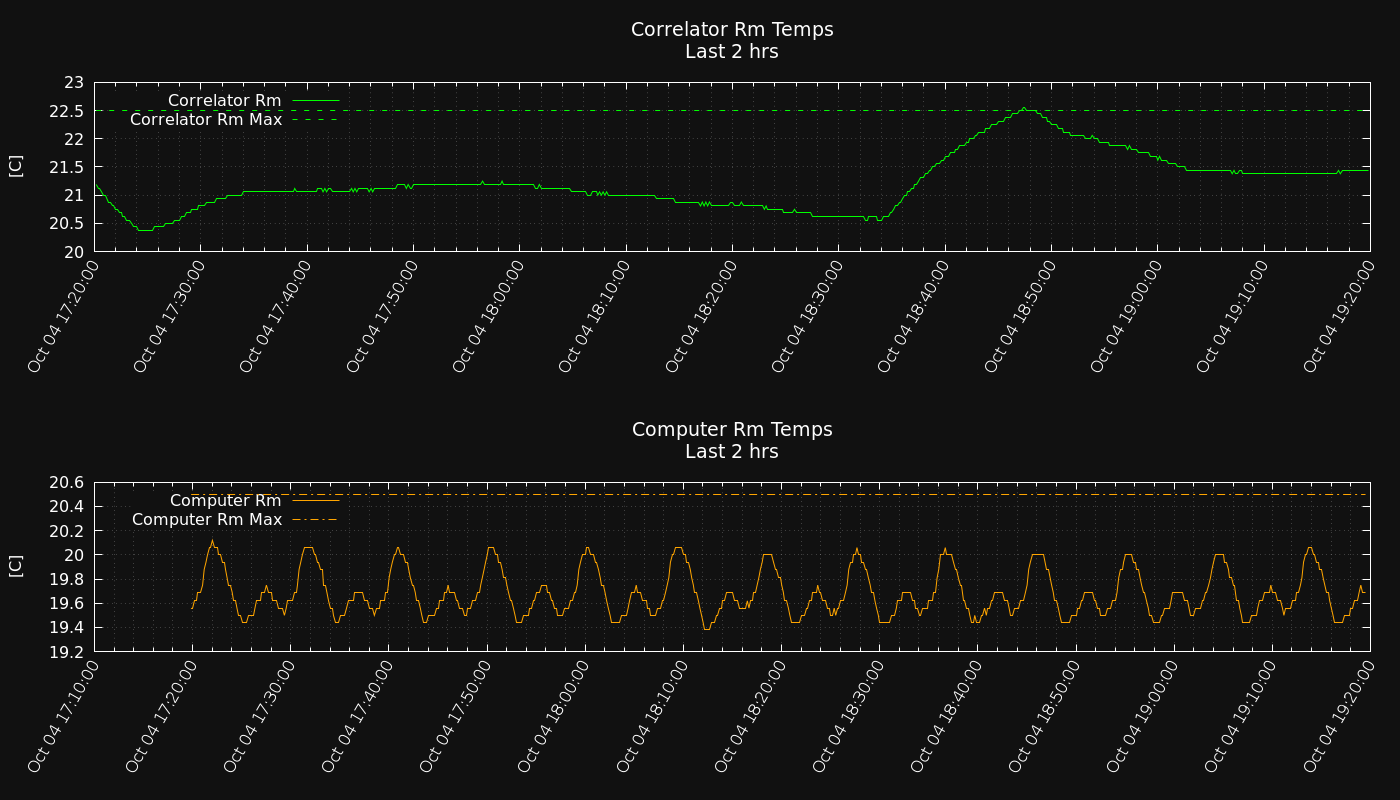 Correlator Rm Temps
Last 2 hrs
23
22.5
22
21.5
21
20.5
20
[C]
Correlator Rm
Correlator Rm Max
Oct 04 17:20:00
Oct 04 17:30:00
Oct 04 17:40:00
Oct 04 17:50:00
Oct 04 18:00:00
Oct 04 18:10:00
Oct 04 18:20:00
Oct 04 18:30:00
Oct 04 18:40:00
Oct 04 18:50:00
Oct 04 19:00:00
Oct 04 19:10:00
Oct 04 19:20:00
Computer Rm Temps
Last 2 hrs
20.6
20.4
20.2
20
19.8
19.6
19.4
19.2
[C]
Computer Rm
Computer Rm Max
Oct 04 17:10:00
Oct 04 17:20:00
Oct 04 17:30:00
Oct 04 17:40:00
Oct 04 17:50:00
Oct 04 18:00:00
Oct 04 18:10:00
Oct 04 18:20:00
Oct 04 18:30:00
Oct 04 18:40:00
Oct 04 18:50:00
Oct 04 19:00:00
Oct 04 19:10:00
Oct 04 19:20:00